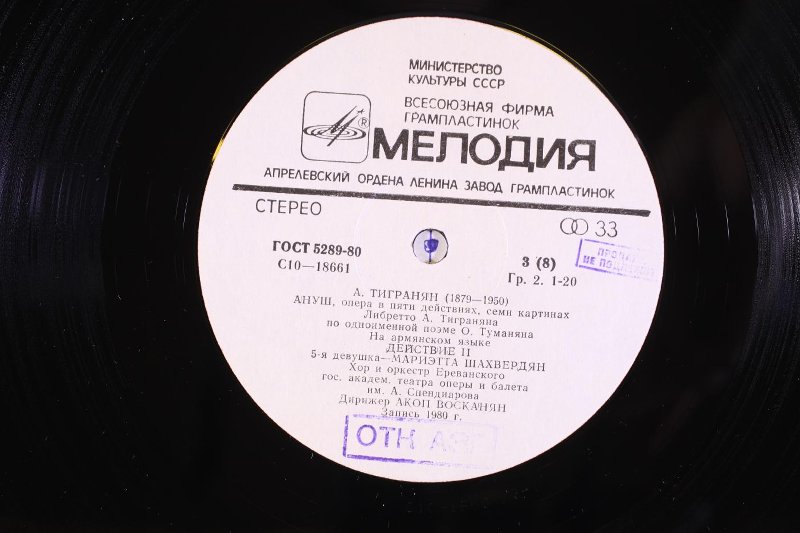 МИНИСТЕРСТВО
КУЛЬТУРЫ СССР
ВСЕСОЮЗНАЯ ФИРМА
ГРАМПЛАСТИНОК
®
МЕЛОДИЯ
АПРЕЛЕВСКИЙ ОРДЕНА ЛЕНИНА ЗАВОД ГРАМПЛАСТИНОК
СТЕРЕО
33
ГОСТ 5289-80
С10—18661
3 (8)
Гр. 2. 1-20
НЕ
А. ТИГРАНЯН (1879—1950)
АНУШ, опера в пяти действиях, семи картинах
Либретто А. Тиграняна
по одноименной поэме О. Туманяна
На армянском языке
ДЕЙСТВИЕ II
5-я девушка—МАРИЭТТА ШАХВЕРДЯН
Хор и оркестр Ереванского
гос. академ. театра оперы и балета
им. А. Спендиарова
Дирижер АКОП ВОСКАНЯН
Запись 1980 г.
ОТК